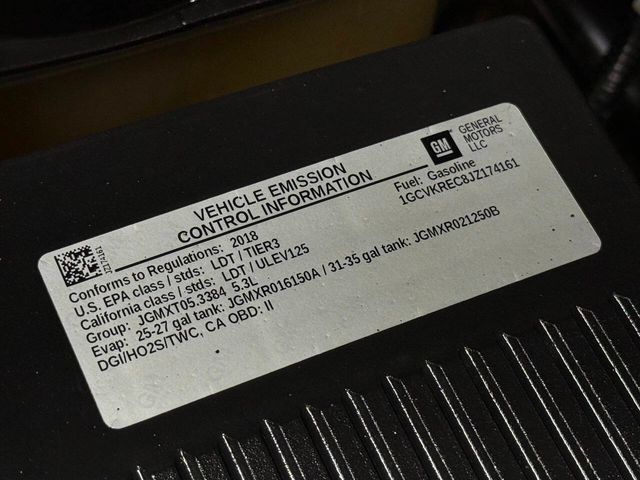 GM
GENERAL
MOTORS
LLC
VEHICLE EMISSION
CONTROL INFORMATION
Fuel: Gasoline
1GCVKREC8JZ174161
JZ174161
Conforms to Regulations: 2018
U.S. EPA class / stds: LDT / TIER3
California class / stds: LDT / ULEV125
Group: JGMXT05.3384 5.3L
Evap: 25-27 gal tank: JGMXR016150A / 31-35 gal tank: JGMXR021250B
DGI/HO2S/TWC, CA OBD: II